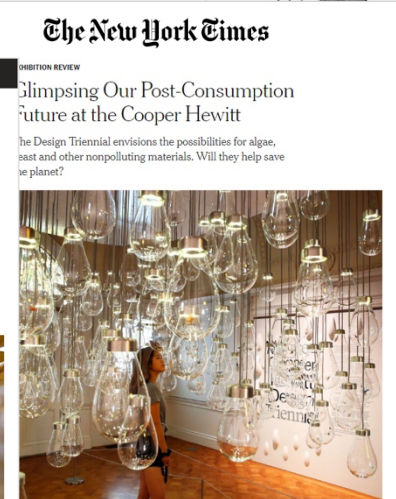 The New York Times
XHIBITION REVIEW
Glimpsing Our Post-Consumption
Future at the Cooper Hewitt
he Design Triennial envisions the possibilities for algae,
east and other nonpolluting materials. Will they help save
he planet?